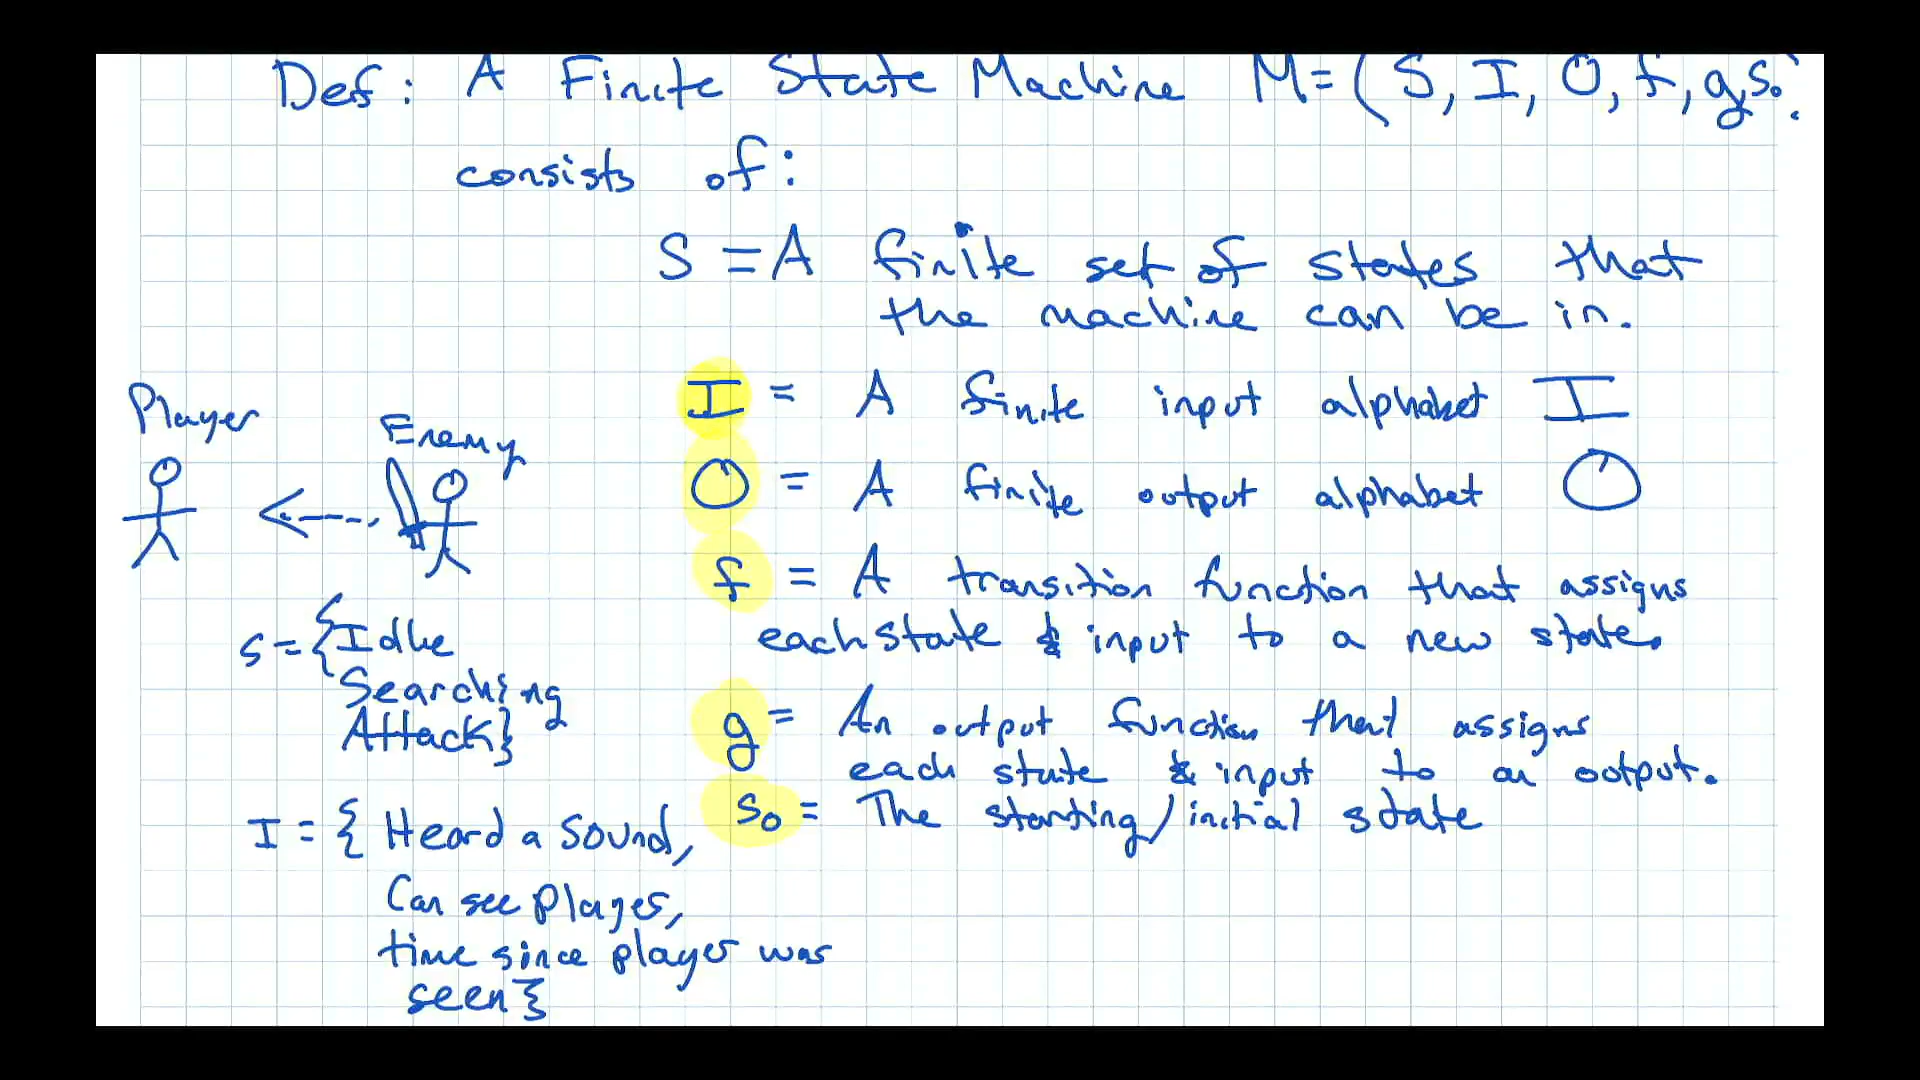 Def: A Finite State Machine M=(S, I, O, f, g, s₀)
consists of:
S = A finite set of states that
the machine can be in.
I = A finite input alphabet I
O = A finite output alphabet O
f = A transition function that assigns
each state & input to a new state.
g = An output function that assigns
each state & input to an output.
s₀ = The starting/initial state
Player
Enemy
S = {Idle
Searching
Attack}
I = { Heard a sound,
Can see player,
time since player was
seen}